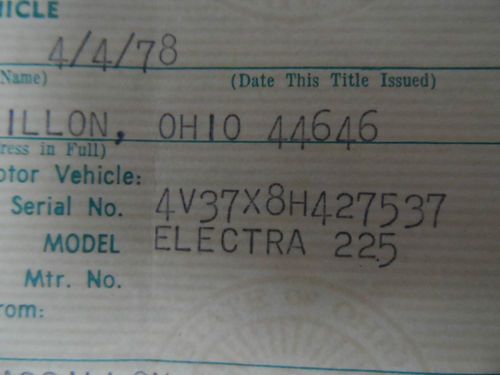 HICLE
4/4/78
Name) (Date This Title Issued)
ILLON, OHIO 44646
ress in Full)
otor Vehicle:
Serial No. 4V37X8H427537
MODEL ELECTRA 225
Mtr. No.
rom: